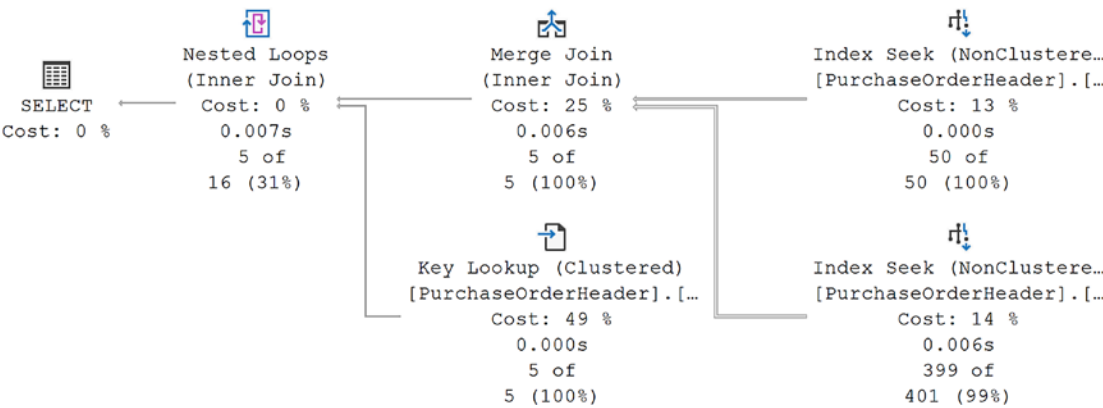 SELECT
Cost: 0 %
Nested Loops
(Inner Join)
Cost: 0 %
0.007s
5 of
16 (31%)
Merge Join
(Inner Join)
Cost: 25 %
0.006s
5 of
5 (100%)
Index Seek (NonClustere…
[PurchaseOrderHeader].[…
Cost: 13 %
0.000s
50 of
50 (100%)
Key Lookup (Clustered)
[PurchaseOrderHeader].[…
Cost: 49 %
0.000s
5 of
5 (100%)
Index Seek (NonClustere…
[PurchaseOrderHeader].[…
Cost: 14 %
0.006s
399 of
401 (99%)